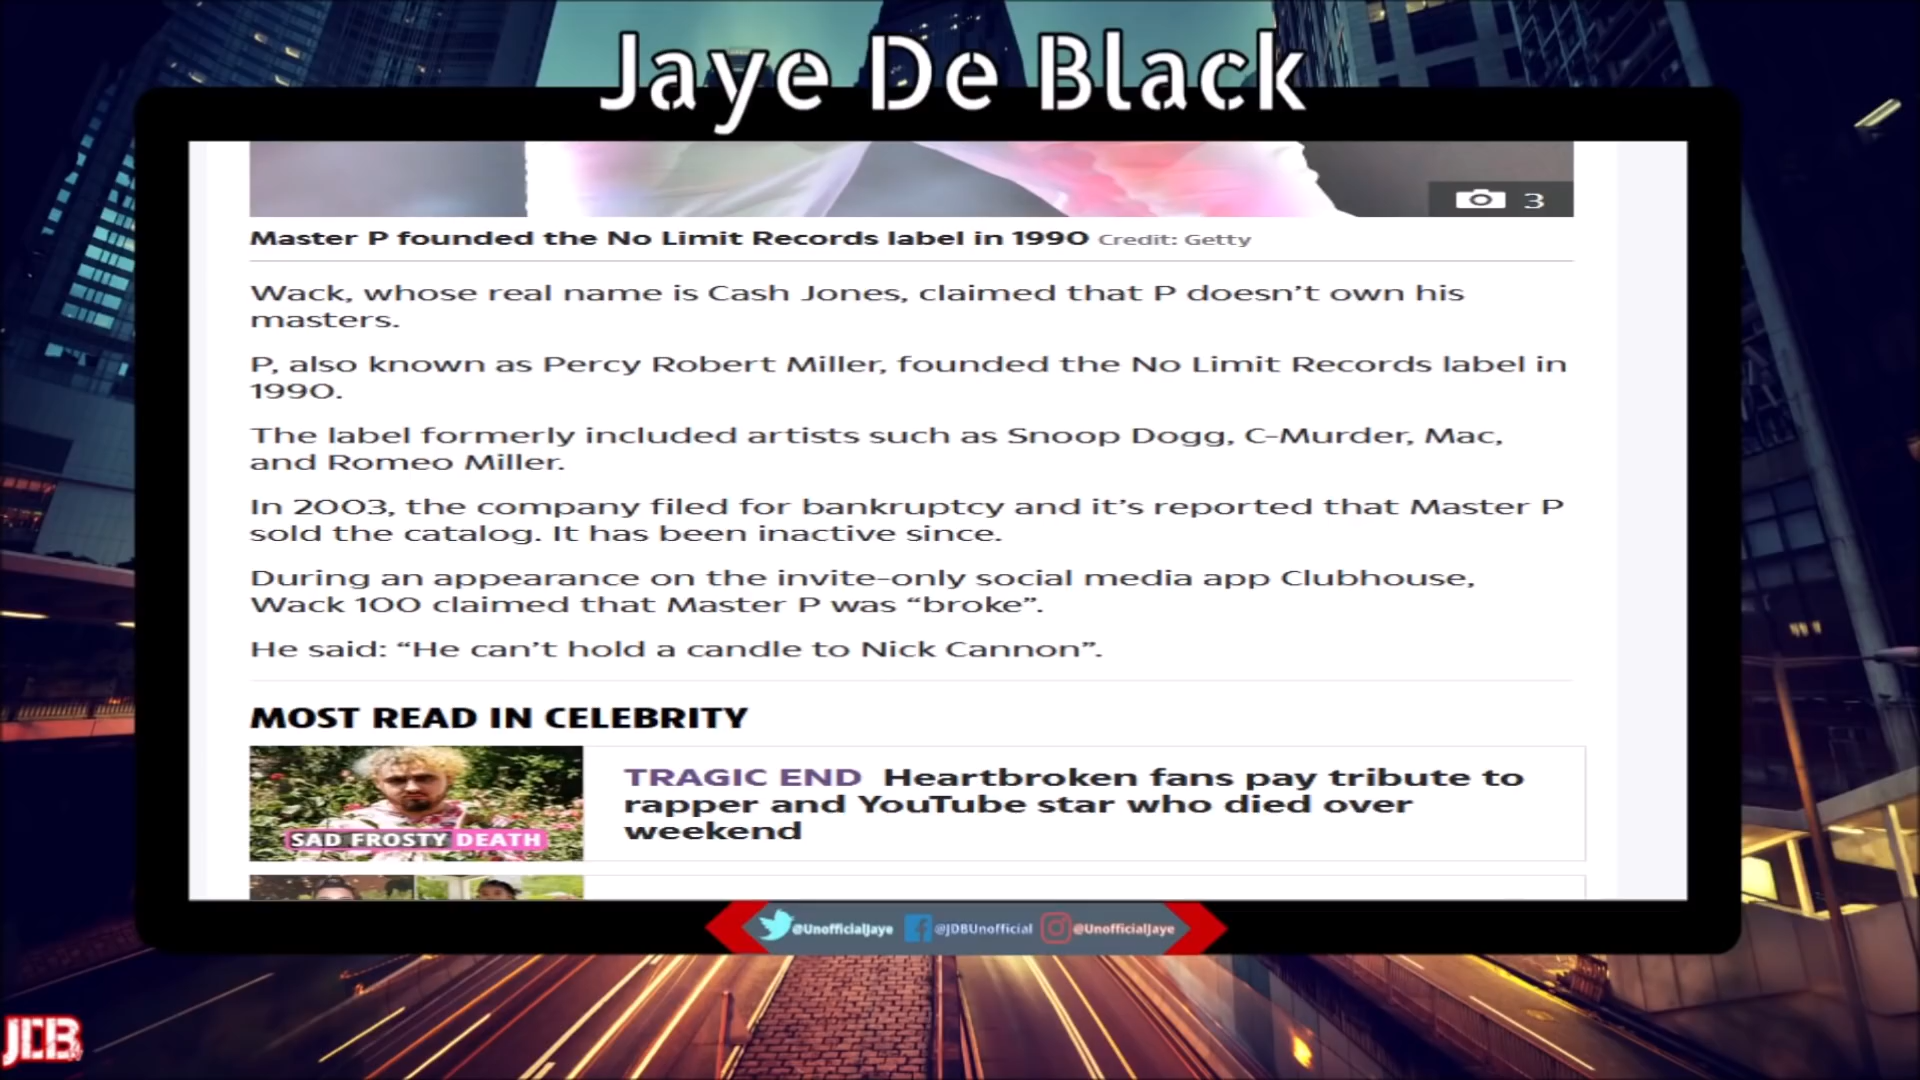 Jaye De Black
3
Master P founded the No Limit Records label in 1990 Credit: Getty
Wack, whose real name is Cash Jones, claimed that P doesn’t own his
masters.
P, also known as Percy Robert Miller, founded the No Limit Records label in
1990.
The label formerly included artists such as Snoop Dogg, C-Murder, Mac,
and Romeo Miller.
In 2003, the company filed for bankruptcy and it’s reported that Master P
sold the catalog. It has been inactive since.
During an appearance on the invite-only social media app Clubhouse,
Wack 100 claimed that Master P was “broke”.
He said: “He can’t hold a candle to Nick Cannon”.
MOST READ IN CELEBRITY
TRAGIC END Heartbroken fans pay tribute to
rapper and YouTube star who died over
weekend
SAD FROSTY DEATH
@UnofficialJaye @JDBUnofficial @UnofficialJaye
JDB